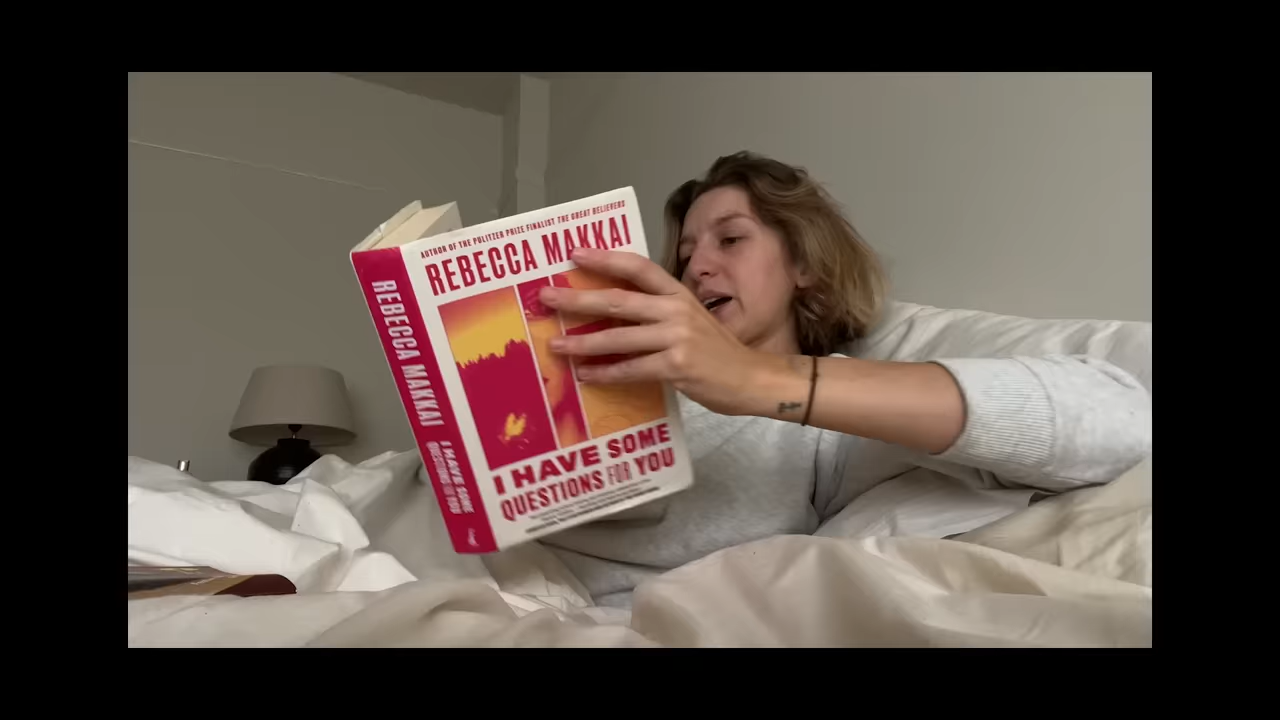 AUTHOR OF THE PULITZER PRIZE FINALIST THE GREAT BELIEVERS
REBECCA MAKKAI
I HAVE SOME
QUESTIONS FOR YOU
REBECCA MAKKAI
I HAVE SOME
QUESTIONS FOR YOU